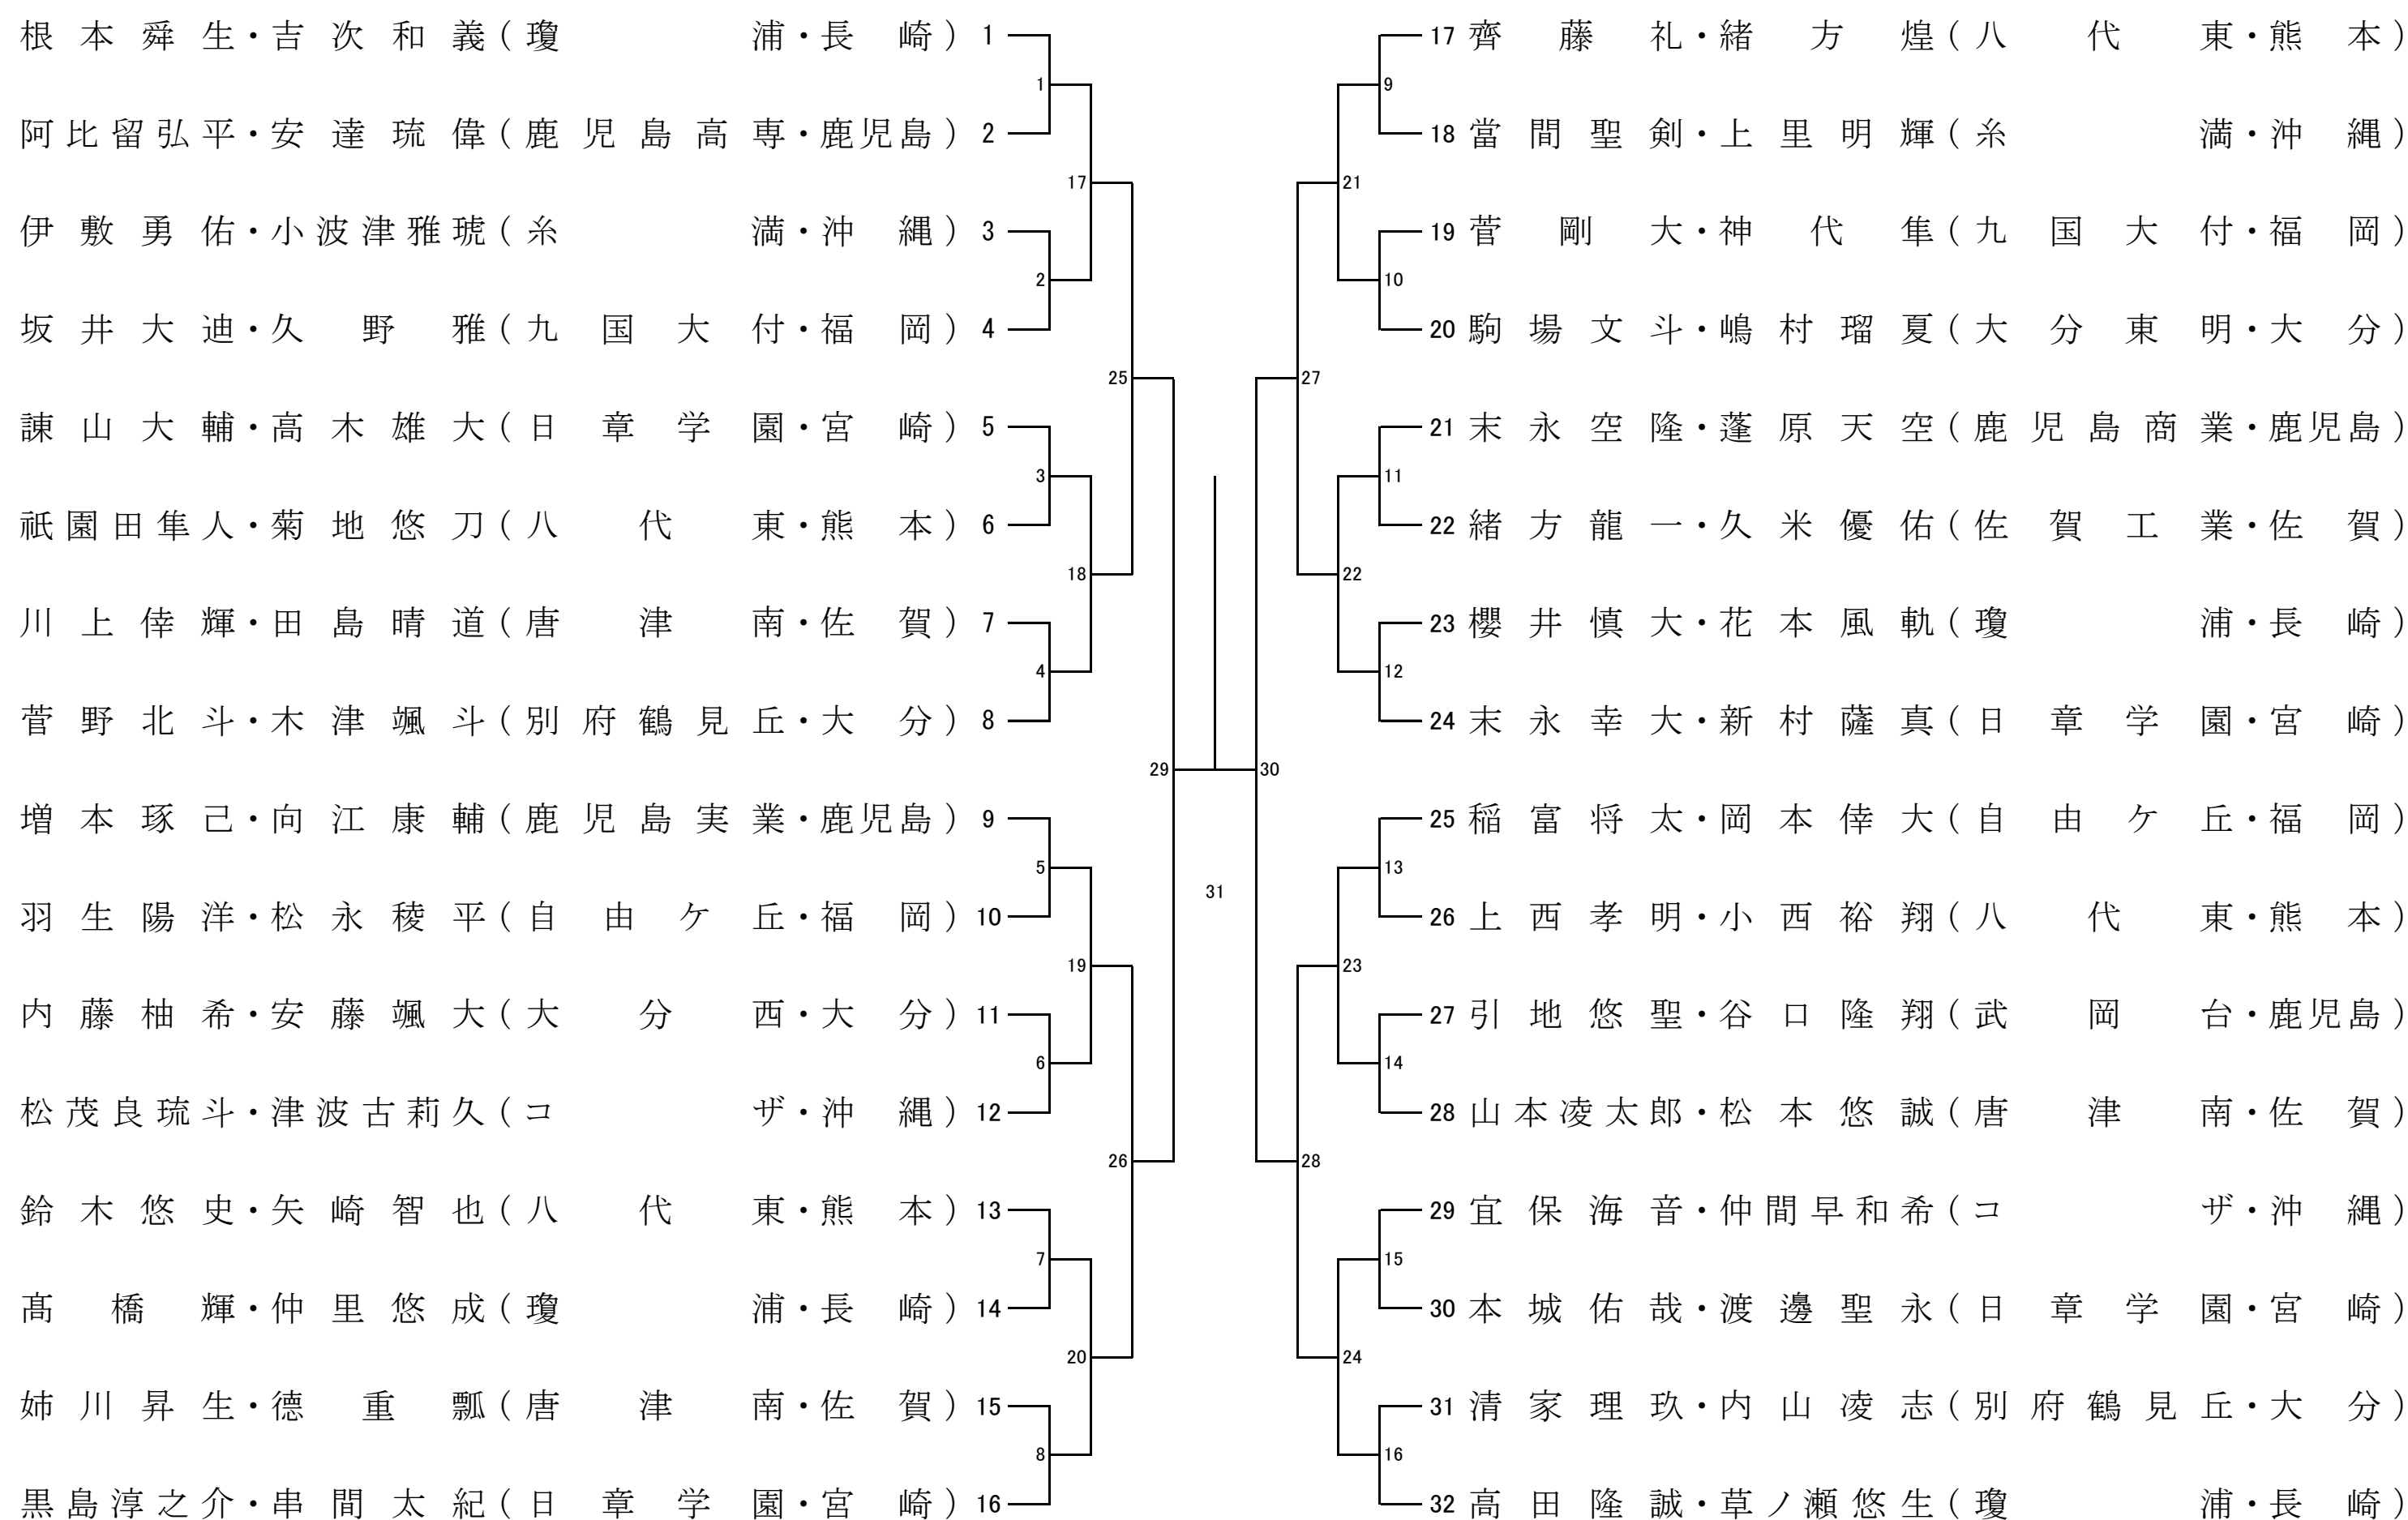 根本舜生・吉次和義(瓊浦・長崎) 1
阿比留弘平・安達琉偉(鹿児島高専・鹿児島) 2
伊敷勇佑・小波津雅琥(糸満・沖縄) 3
坂井大迪・久野雅(九国大付・福岡) 4
諌山大輔・高木雄大(日章学園・宮崎) 5
祇園田隼人・菊地悠刀(八代東・熊本) 6
川上倖輝・田島晴道(唐津南・佐賀) 7
菅野北斗・木津颯斗(別府鶴見丘・大分) 8
増本琢己・向江康輔(鹿児島実業・鹿児島) 9
羽生陽洋・松永稜平(自由ケ丘・福岡) 10
内藤柚希・安藤颯大(大分西・大分) 11
松茂良琉斗・津波古莉久(コザ・沖縄) 12
鈴木悠史・矢崎智也(八代東・熊本) 13
髙橋輝・仲里悠成(瓊浦・長崎) 14
姉川昇生・德重瓢(唐津南・佐賀) 15
黒島淳之介・串間太紀(日章学園・宮崎) 16
1
2
3
4
5
6
7
8
17
18
19
20
25
26
29
31
30
27
28
21
22
23
24
9
10
11
12
13
14
15
16
17 齊藤礼・緒方煌(八代東・熊本)
18 當間聖剣・上里明輝(糸満・沖縄)
19 菅剛大・神代隼(九国大付・福岡)
20 駒場文斗・嶋村瑠夏(大分東明・大分)
21 末永空隆・蓬原天空(鹿児島商業・鹿児島)
22 緒方龍一・久米優佑(佐賀工業・佐賀)
23 櫻井慎大・花本風軌(瓊浦・長崎)
24 末永幸大・新村薩真(日章学園・宮崎)
25 稲富将太・岡本倖大(自由ケ丘・福岡)
26 上西孝明・小西裕翔(八代東・熊本)
27 引地悠聖・谷口隆翔(武岡台・鹿児島)
28 山本凌太郎・松本悠誠(唐津南・佐賀)
29 宜保海音・仲間早和希(コザ・沖縄)
30 本城佑哉・渡邊聖永(日章学園・宮崎)
31 清家理玖・内山凌志(別府鶴見丘・大分)
32 高田隆誠・草ノ瀬悠生(瓊浦・長崎)